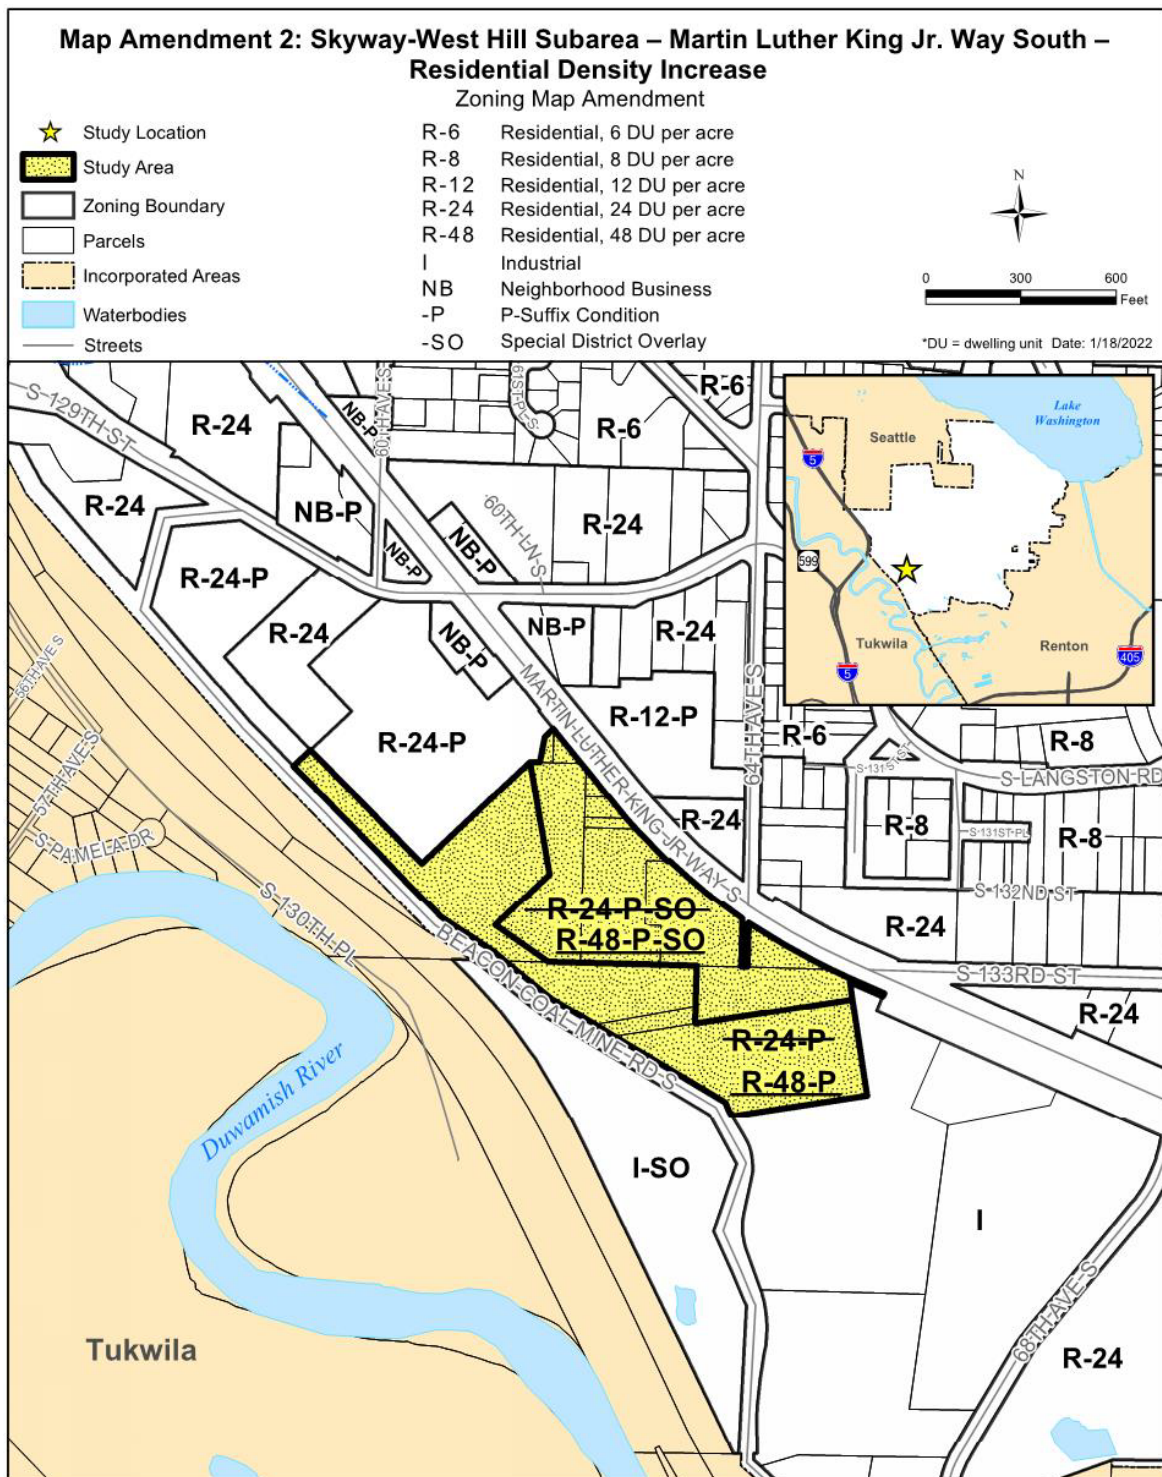 Map Amendment 2: Skyway-West Hill Subarea – Martin Luther King Jr. Way South –
Residential Density Increase
Zoning Map Amendment
Study Location
Study Area
Zoning Boundary
Parcels
Incorporated Areas
Waterbodies
Streets
R-6 Residential, 6 DU per acre
R-8 Residential, 8 DU per acre
R-12 Residential, 12 DU per acre
R-24 Residential, 24 DU per acre
R-48 Residential, 48 DU per acre
I Industrial
NB Neighborhood Business
-P P-Suffix Condition
-SO Special District Overlay
N
0 300 600
Feet
*DU = dwelling unit Date: 1/18/2022
S 129TH ST
R-24
NB-P
60TH AVE S
61ST PL S
R-6
R-6
Seattle
Lake
Washington
5
599
Tukwila
Renton
405
5
R-24
NB-P
NB-P
NB-P
60TH LN S
R-24
R-24-P
R-24
NB-P
NB-P
R-24
56TH AVE S
57TH AVE S
S PAMELA DR
R-24-P
MARTIN LUTHER KING JR WAY S
R-12-P
64TH AVE S
R-6
S 131ST ST
R-8
S LANGSTON RD
R-24
R-8
S 131ST PL
R-8
S 132ND ST
S 130TH PL
BEACON COAL MINE RD S
R-24-P-SO
R-48-P-SO
R-24
S 133RD ST
R-24
R-24-P
R-48-P
Duwamish River
I-SO
I
68TH AVE S
Tukwila
R-24